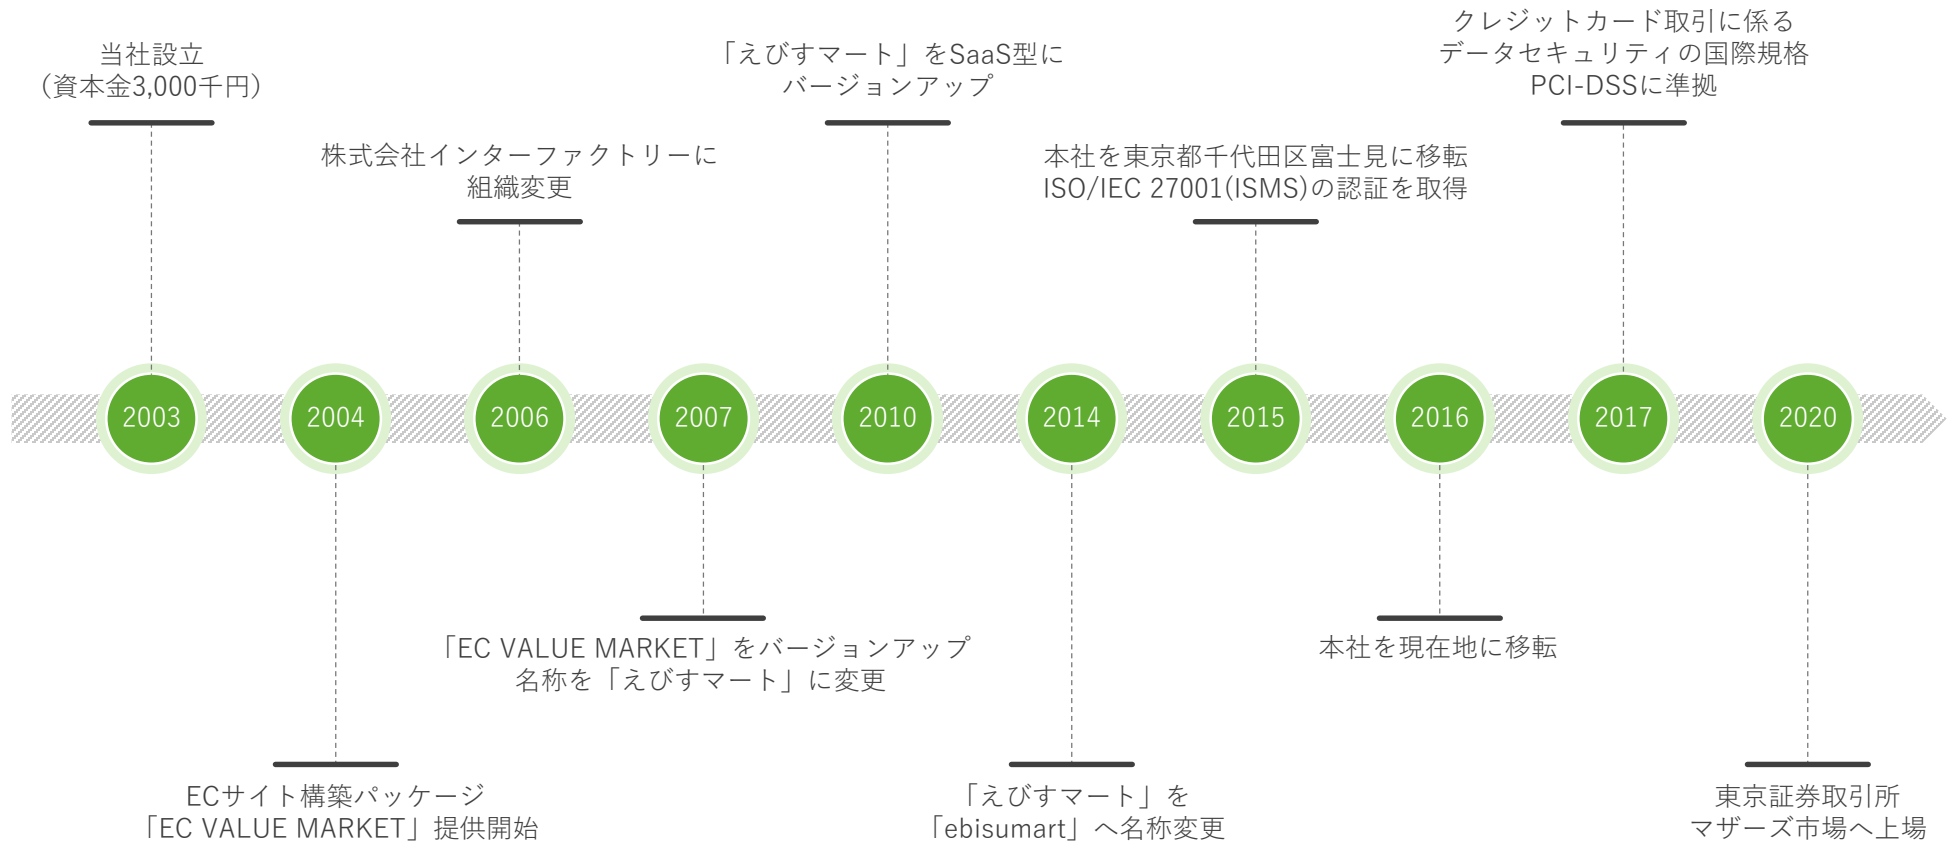 当社設立
（資本金3,000千円）
2003
2004
ECサイト構築パッケージ
「EC VALUE MARKET」提供開始
株式会社インターファクトリーに
組織変更
2006
2007
「EC VALUE MARKET」をバージョンアップ
名称を「えびすマート」に変更
「えびすマート」をSaaS型に
バージョンアップ
2010
2014
「えびすマート」を
「ebisumart」へ名称変更
本社を東京都千代田区富士見に移転
ISO/IEC 27001(ISMS)の認証を取得
2015
2016
本社を現在地に移転
クレジットカード取引に係る
データセキュリティの国際規格
PCI-DSSに準拠
2017
2020
東京証券取引所
マザーズ市場へ上場